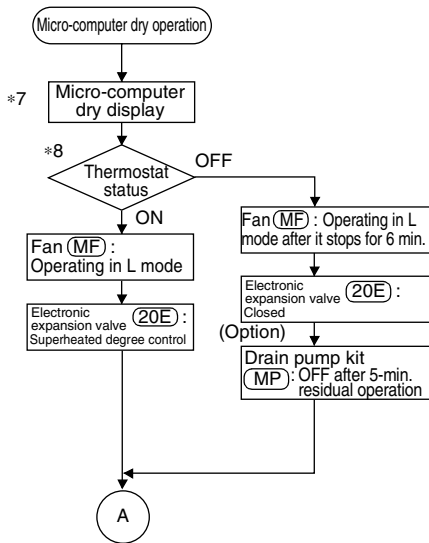 Micro-computer dry operation
*7
Micro-computer
dry display
*8
Thermostat
status
OFF
ON
Fan (MF) :
Operating in L mode
Electronic
expansion valve (20E) :
Superheated degree control
Fan (MF) : Operating in L
mode after it stops for 6 min.
Electronic
expansion valve (20E) :
Closed
(Option)
Drain pump kit
(MP) : OFF after 5-min.
residual operation
A